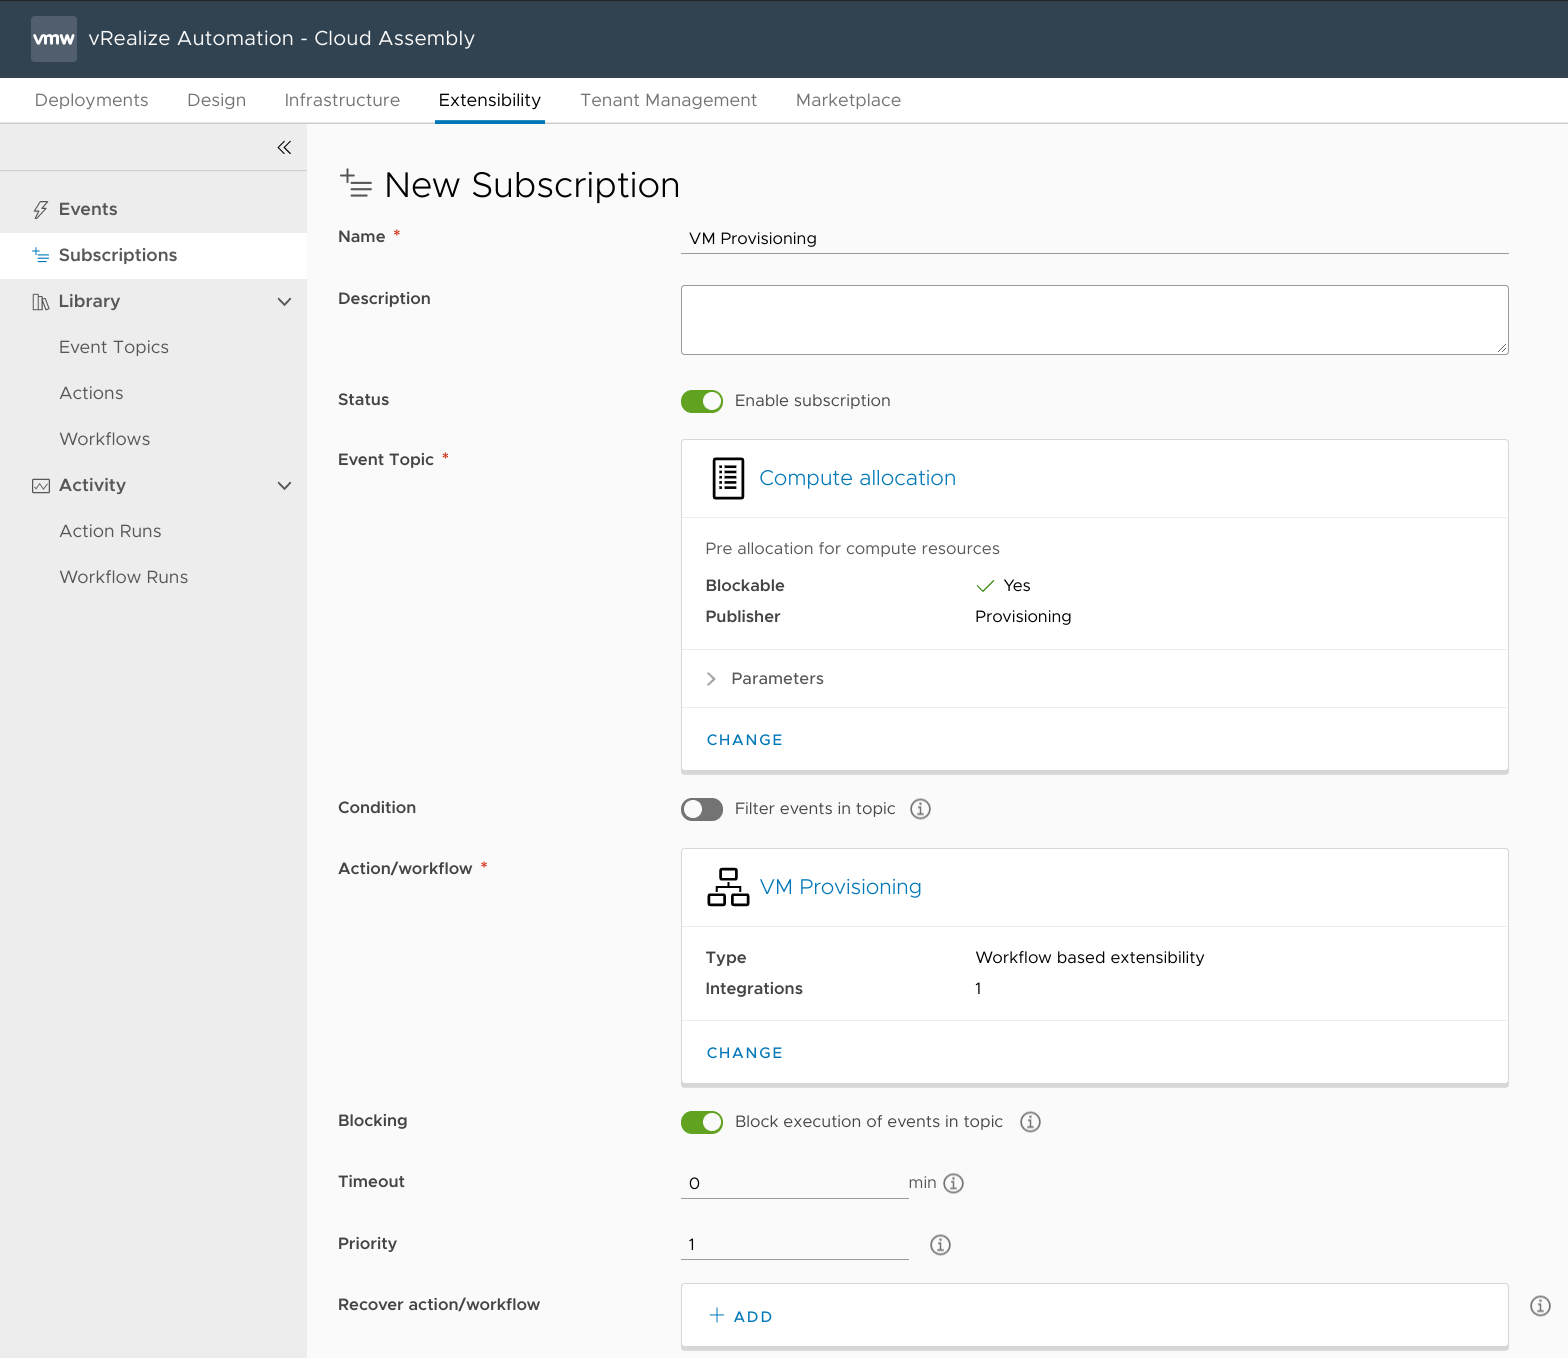 vmw vRealize Automation - Cloud Assembly
Deployments Design Infrastructure Extensibility Tenant Management Marketplace
Events
Subscriptions
Library
Event Topics
Actions
Workflows
Activity
Action Runs
Workflow Runs
New Subscription
Name * VM Provisioning
Description
Status Enable subscription
Event Topic * Compute allocation
Pre allocation for compute resources
Blockable Yes
Publisher Provisioning
Parameters
CHANGE
Condition Filter events in topic
Action/workflow * VM Provisioning
Type Workflow based extensibility
Integrations 1
CHANGE
Blocking Block execution of events in topic
Timeout 0 min
Priority 1
Recover action/workflow ADD